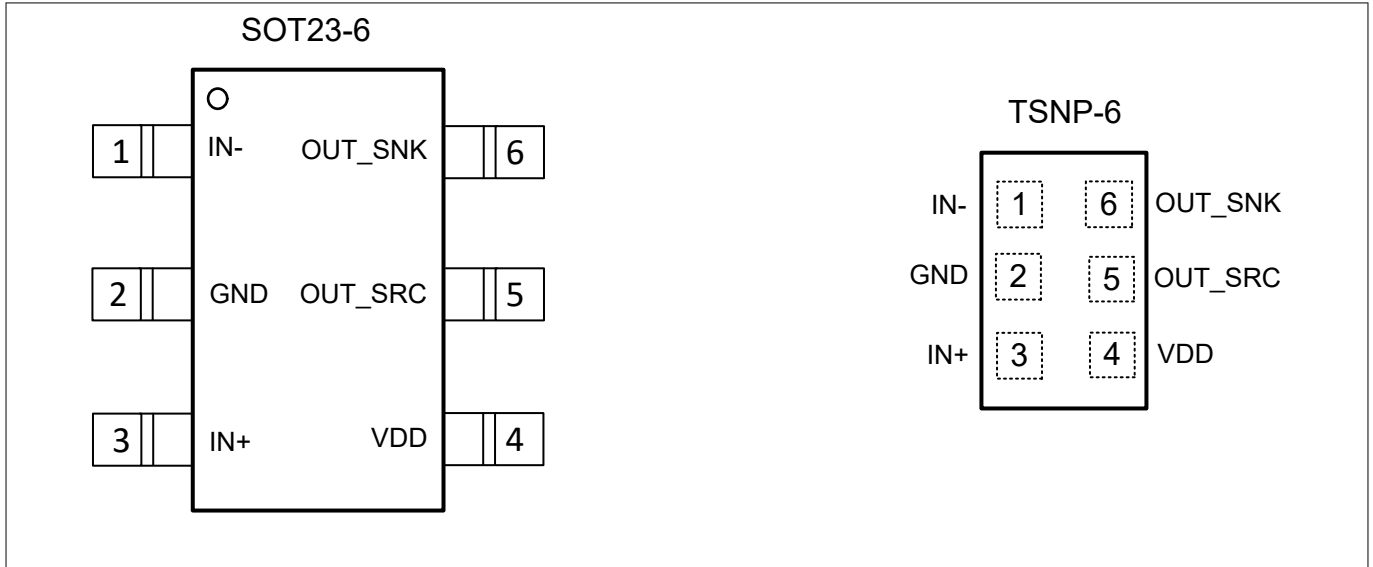 SOT23-6
1 IN- OUT_SNK 6
2 GND OUT_SRC 5
3 IN+ VDD 4
TSNP-6
IN- 1 6 OUT_SNK
GND 2 5 OUT_SRC
IN+ 3 4 VDD